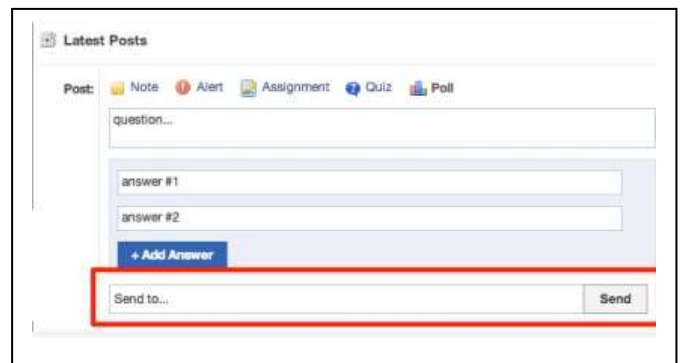 Latest Posts
Post: Note Alert Assignment Quiz Poll
question...
answer #1
answer #2
+ Add Answer
Send to... Send